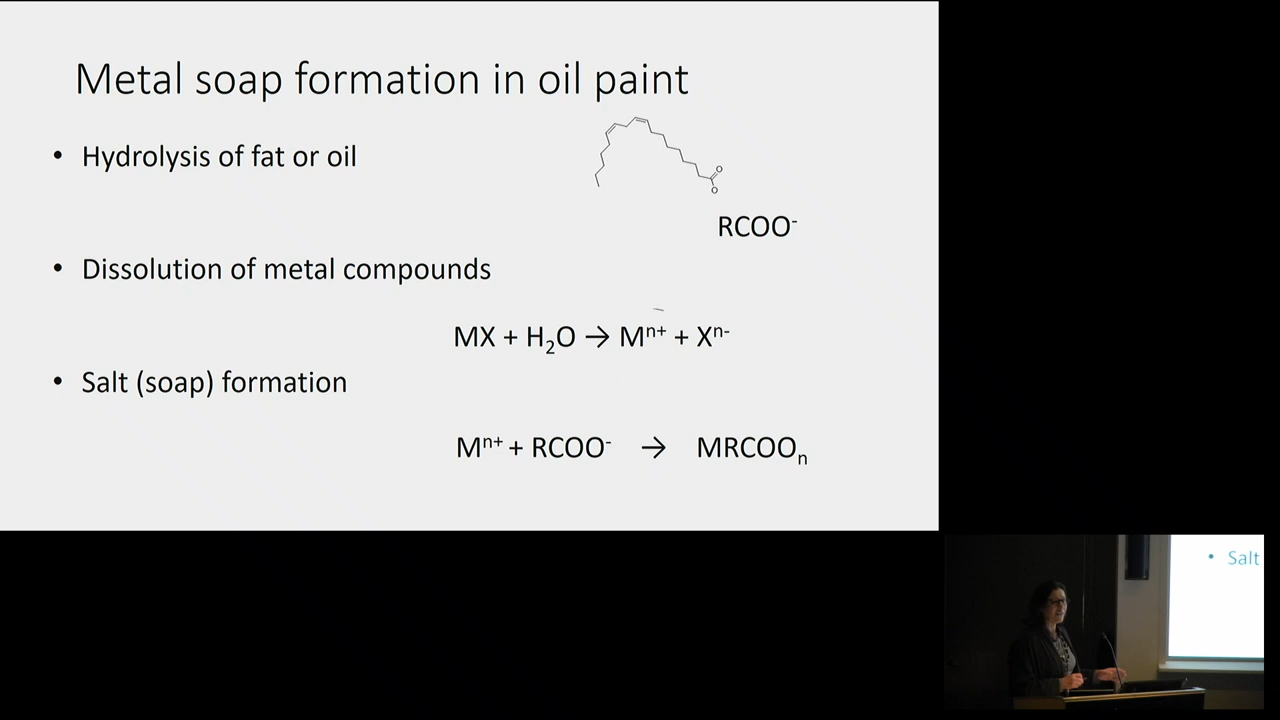 Metal soap formation in oil paint
• Hydrolysis of fat or oil
O
O
RCOO⁻
• Dissolution of metal compounds
MX + H₂O → Mⁿ⁺ + Xⁿ⁻
• Salt (soap) formation
Mⁿ⁺ + RCOO⁻ → MRCOOₙ
• Salt